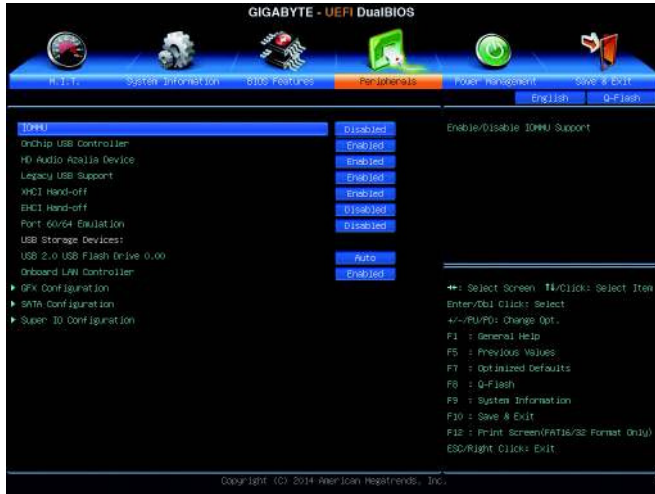 GIGABYTE - UEFI DualBIOS
M.I.T.
System Information
BIOS Features
Peripherals
Power Management
Save & Exit
English
Q-Flash
IOMMU Disabled
OnChip USB Controller Enabled
HD Audio Azalia Device Enabled
Legacy USB Support Enabled
XHCI Hand-off Enabled
EHCI Hand-off Disabled
Port 60/64 Emulation Disabled
USB Storage Devices:
USB 2.0 USB Flash Drive 0.00 Auto
Onboard LAN Controller Enabled
GFX Configuration
SATA Configuration
Super IO Configuration
Enable/Disable IOMMU Support
↔: Select Screen ↑↓/Click: Select Item
Enter/Dbl Click: Select
+/-/PU/PD: Change Opt.
F1 : General Help
F5 : Previous Values
F7 : Optimized Defaults
F8 : Q-Flash
F9 : System Information
F10 : Save & Exit
F12 : Print Screen(FAT16/32 Format Only)
ESC/Right Click: Exit
Copyright (C) 2014 American Megatrends, Inc.